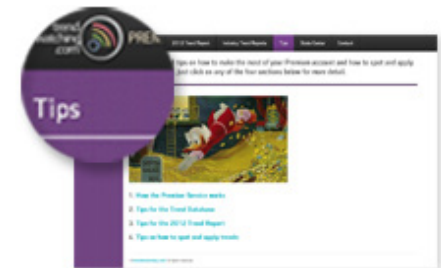 trend
watching
.com
PREM
2012 Trend Report Industry Trend Reports Tips Contact
Tips
tips on how to make the most of your Premium account and how to spot and apply
Just click on any of the four sections below for more detail.
1. How the Premium Service works
2. Tips for the Trend Database
3. Tips for the 2012 Trend Report
4. Tips on how to spot and apply trends